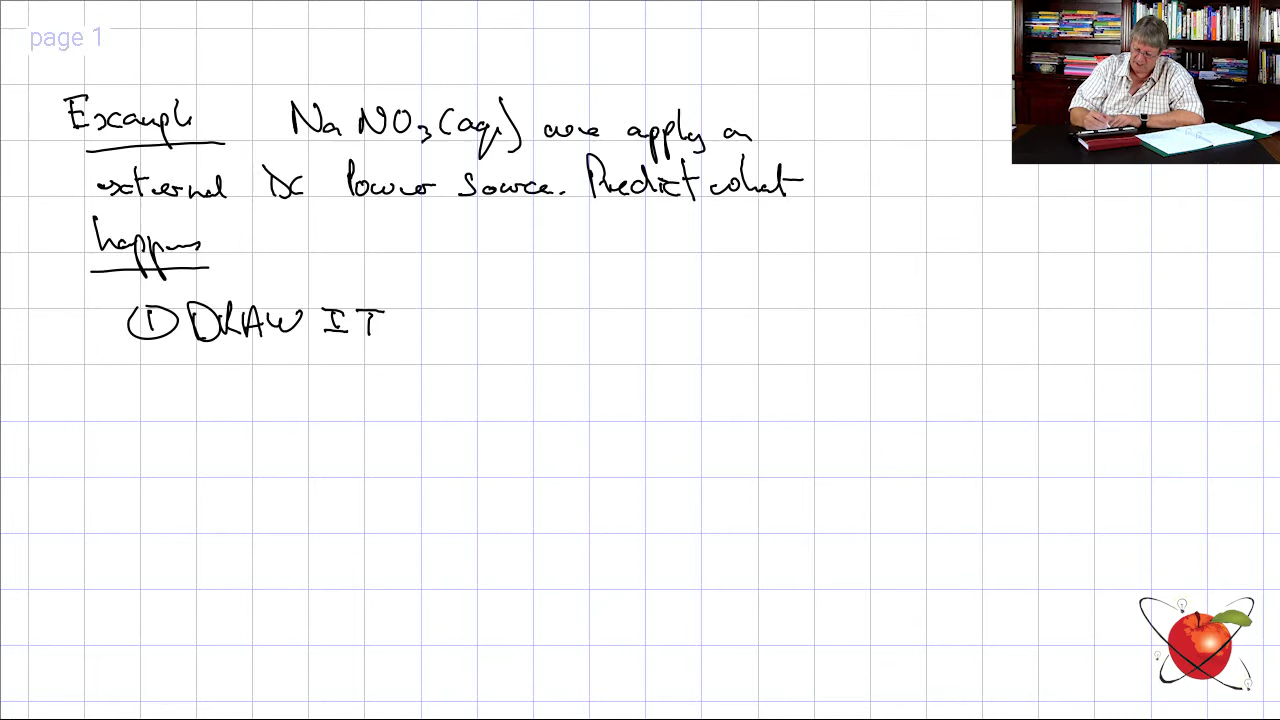 page 1
Example NaNO3(aq) we apply an
external DC power source. Predict what
happens
① DRAW IT